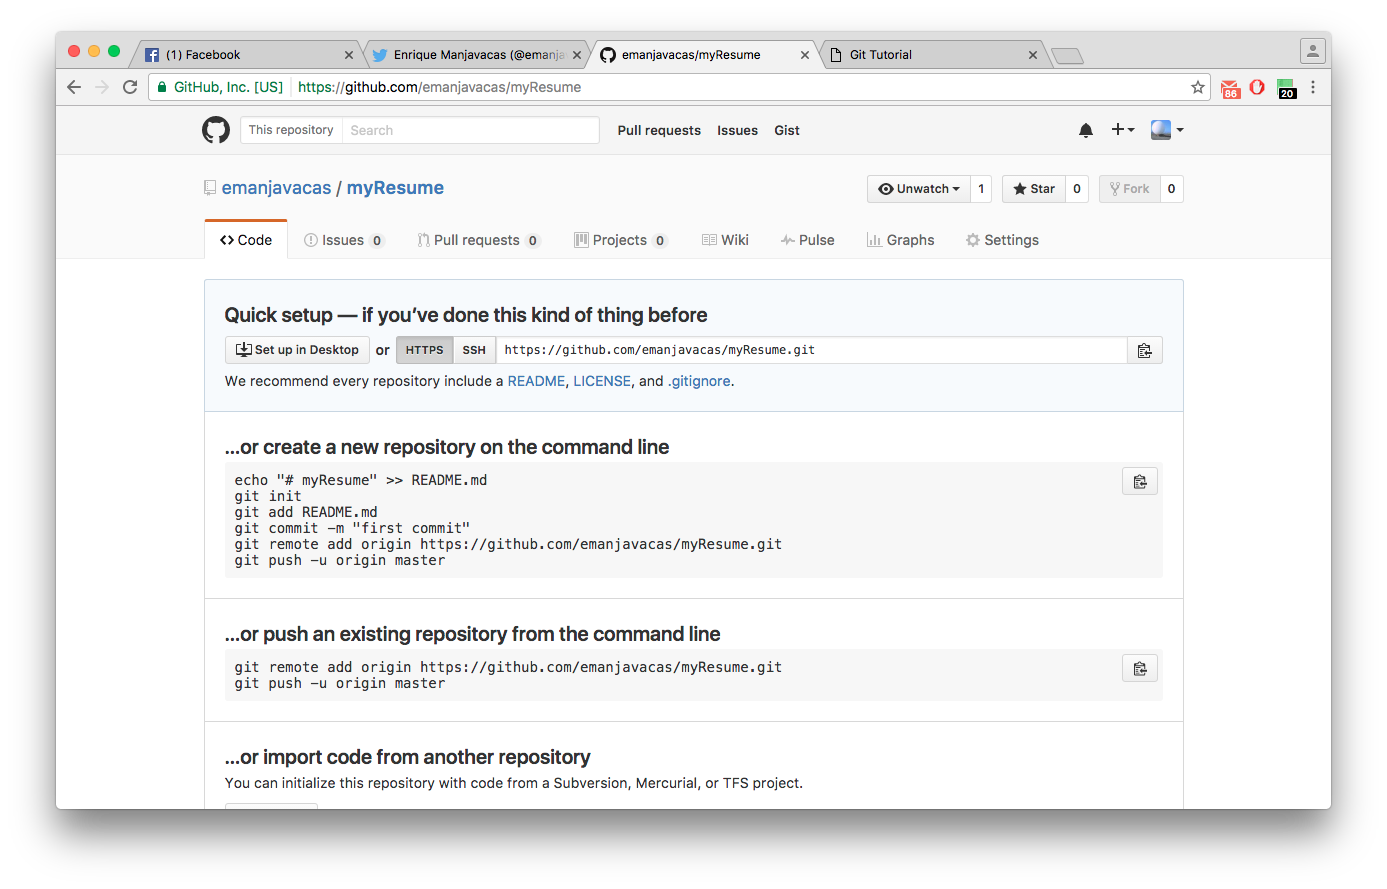 (1) Facebook
Enrique Manjavacas (@emanja
emanjavacas/myResume
Git Tutorial
GitHub, Inc. [US] https://github.com/emanjavacas/myResume
86
20
This repository Search Pull requests Issues Gist
emanjavacas / myResume
Unwatch 1 Star 0 Fork 0
Code Issues 0 Pull requests 0 Projects 0 Wiki Pulse Graphs Settings
Quick setup — if you’ve done this kind of thing before
Set up in Desktop or HTTPS SSH https://github.com/emanjavacas/myResume.git
We recommend every repository include a README, LICENSE, and .gitignore.
…or create a new repository on the command line
echo "# myResume" >> README.md
git init
git add README.md
git commit -m "first commit"
git remote add origin https://github.com/emanjavacas/myResume.git
git push -u origin master
…or push an existing repository from the command line
git remote add origin https://github.com/emanjavacas/myResume.git
git push -u origin master
…or import code from another repository
You can initialize this repository with code from a Subversion, Mercurial, or TFS project.